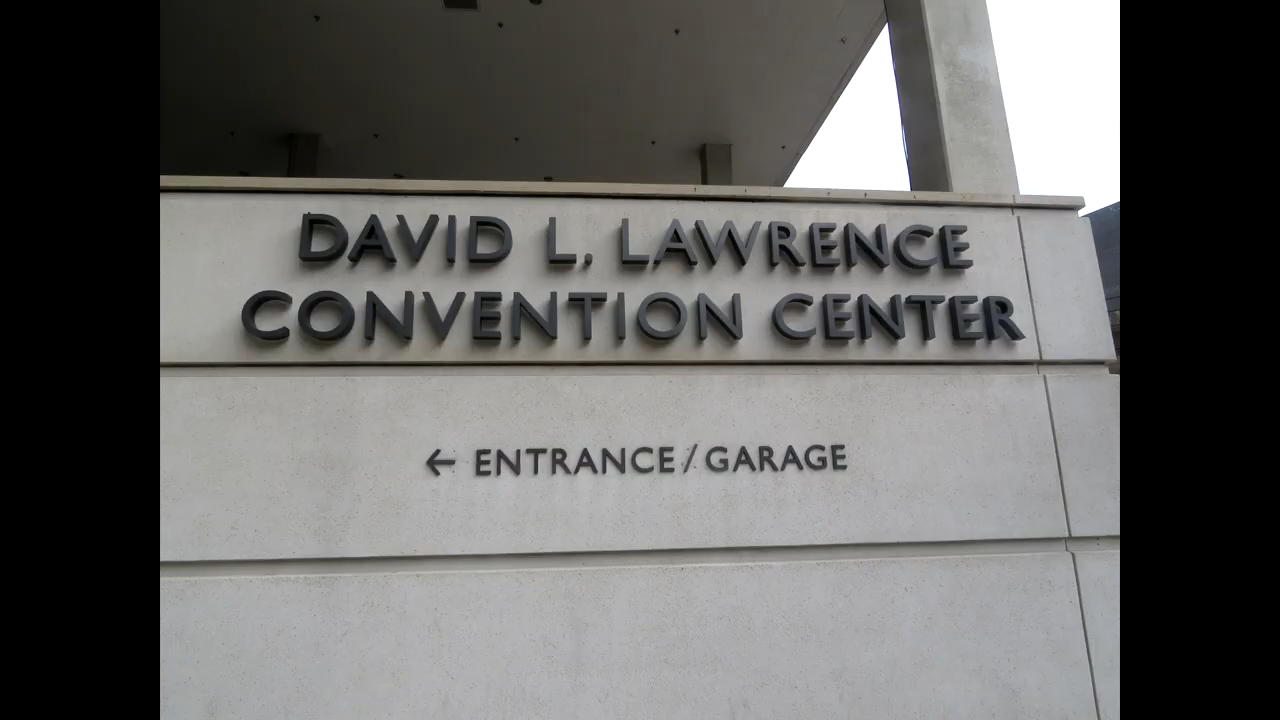 DAVID L. LAWRENCE
CONVENTION CENTER
← ENTRANCE / GARAGE